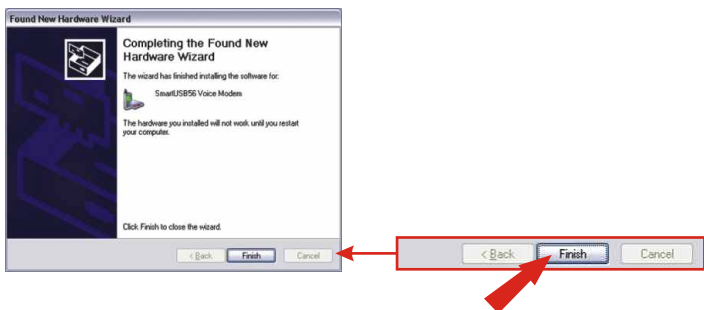 Found New Hardware Wizard
Completing the Found New
Hardware Wizard
The wizard has finished installing the software for:
SmartUSB56 Voice Modem
The hardware you installed will not work until you restart
your computer.
Click Finish to close the wizard.
< Back Finish Cancel
< Back Finish Cancel